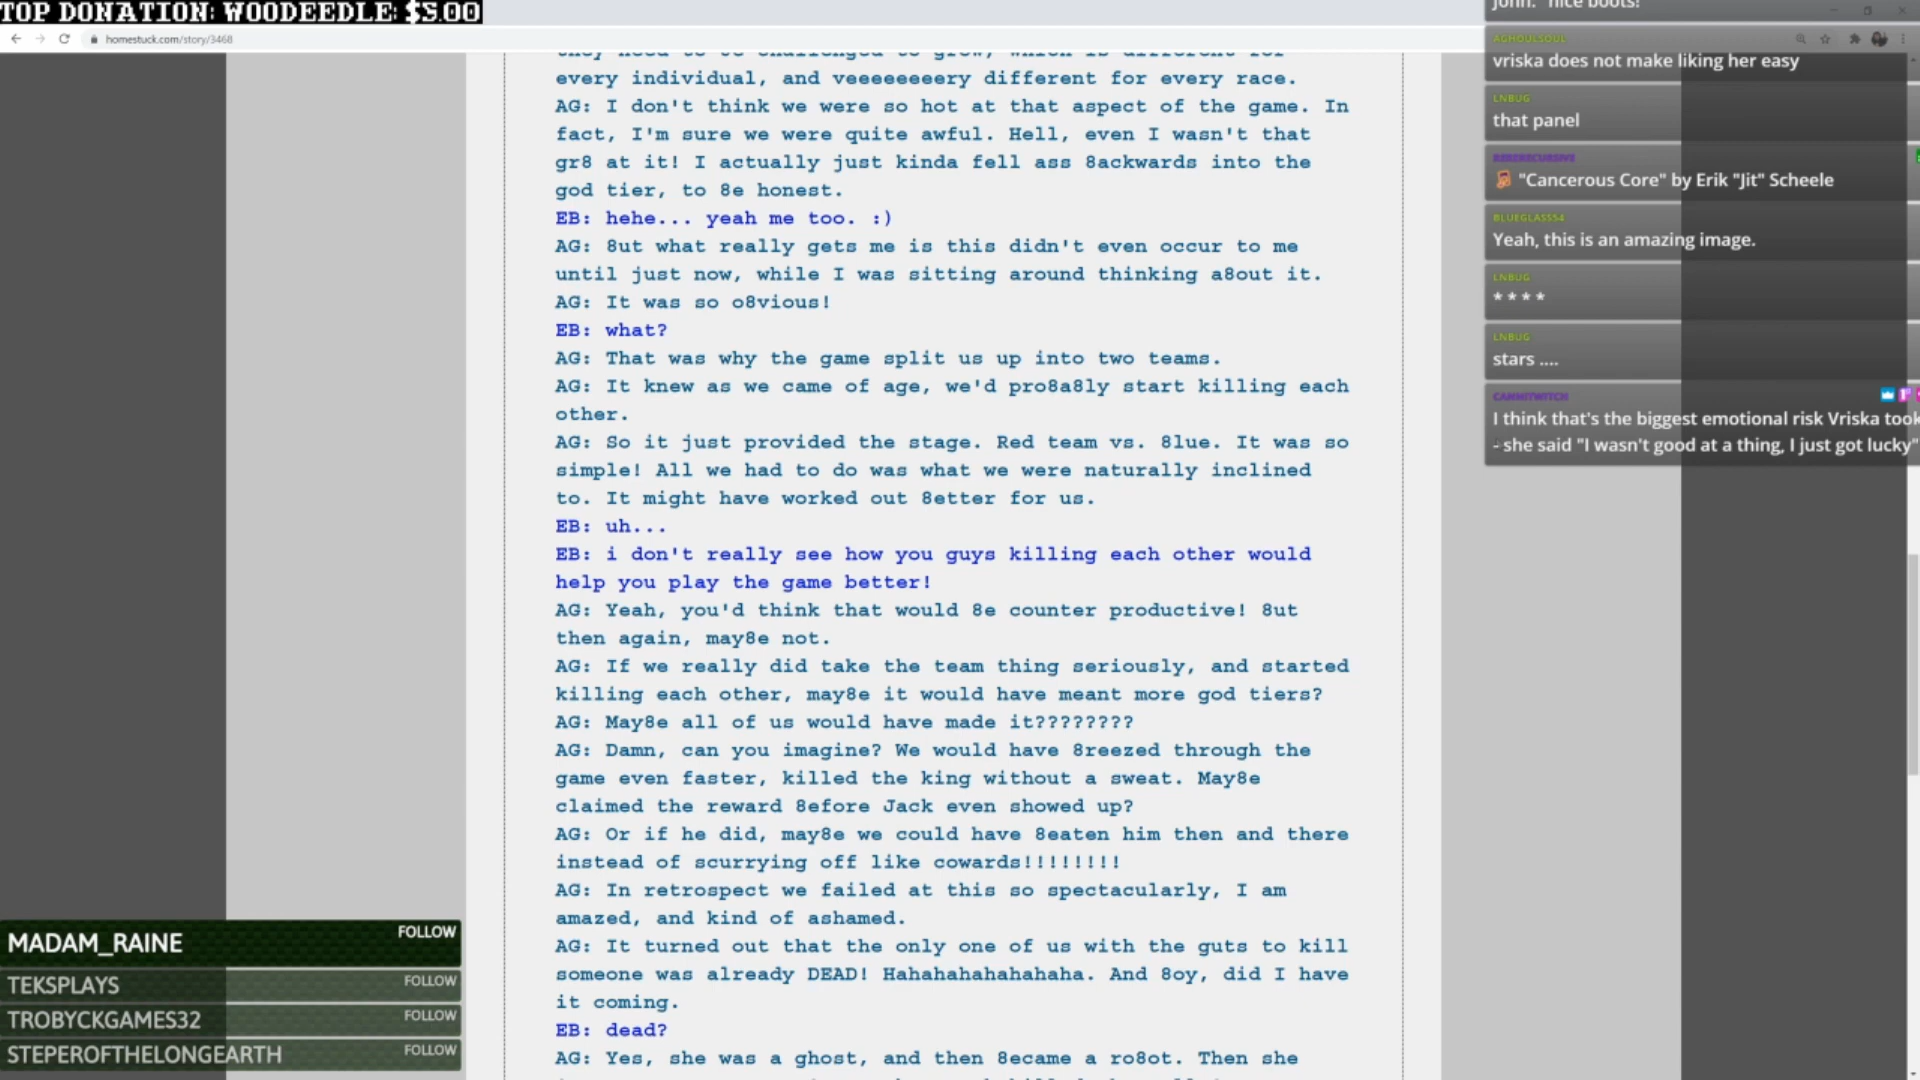 TOP DONATION: WOODEEDLE: $5.00
homestuck.com/story/3468
every individual, and veeeeeeeery different for every race.
AG: I don't think we were so hot at that aspect of the game. In
fact, I'm sure we were quite awful. Hell, even I wasn't that
gr8 at it! I actually just kinda fell ass 8ackwards into the
god tier, to 8e honest.
EB: hehe... yeah me too. :)
AG: 8ut what really gets me is this didn't even occur to me
until just now, while I was sitting around thinking a8out it.
AG: It was so o8vious!
EB: what?
AG: That was why the game split us up into two teams.
AG: It knew as we came of age, we'd pro8a8ly start killing each
other.
AG: So it just provided the stage. Red team vs. 8lue. It was so
simple! All we had to do was what we were naturally inclined
to. It might have worked out 8etter for us.
EB: uh...
EB: i don't really see how you guys killing each other would
help you play the game better!
AG: Yeah, you'd think that would 8e counter productive! 8ut
then again, may8e not.
AG: If we really did take the team thing seriously, and started
killing each other, may8e it would have meant more god tiers?
AG: May8e all of us would have made it????????
AG: Damn, can you imagine? We would have 8reezed through the
game even faster, killed the king without a sweat. May8e
claimed the reward 8efore Jack even showed up?
AG: Or if he did, may8e we could have 8eaten him then and there
instead of scurrying off like cowards!!!!!!!!
AG: In retrospect we failed at this so spectacularly, I am
amazed, and kind of ashamed.
AG: It turned out that the only one of us with the guts to kill
someone was already DEAD! Hahahahahahaha. And 8oy, did I have
it coming.
EB: dead?
AG: Yes, she was a ghost, and then 8ecame a ro8ot. Then she
john: "nice boots!"
AGHOULSOUL
vriska does not make liking her easy
LNBUG
that panel
"Cancerous Core" by Erik "Jit" Scheele
BLUEGLASS54
Yeah, this is an amazing image.
LNBUG
* * * *
LNBUG
stars ....
CANMITWITCH
I think that's the biggest emotional risk Vriska took
- she said "I wasn't good at a thing, I just got lucky"
MADAM_RAINE FOLLOW
TEKSPLAYS FOLLOW
TROBYCKGAMES32 FOLLOW
STEPEROFTHELONGEARTH FOLLOW